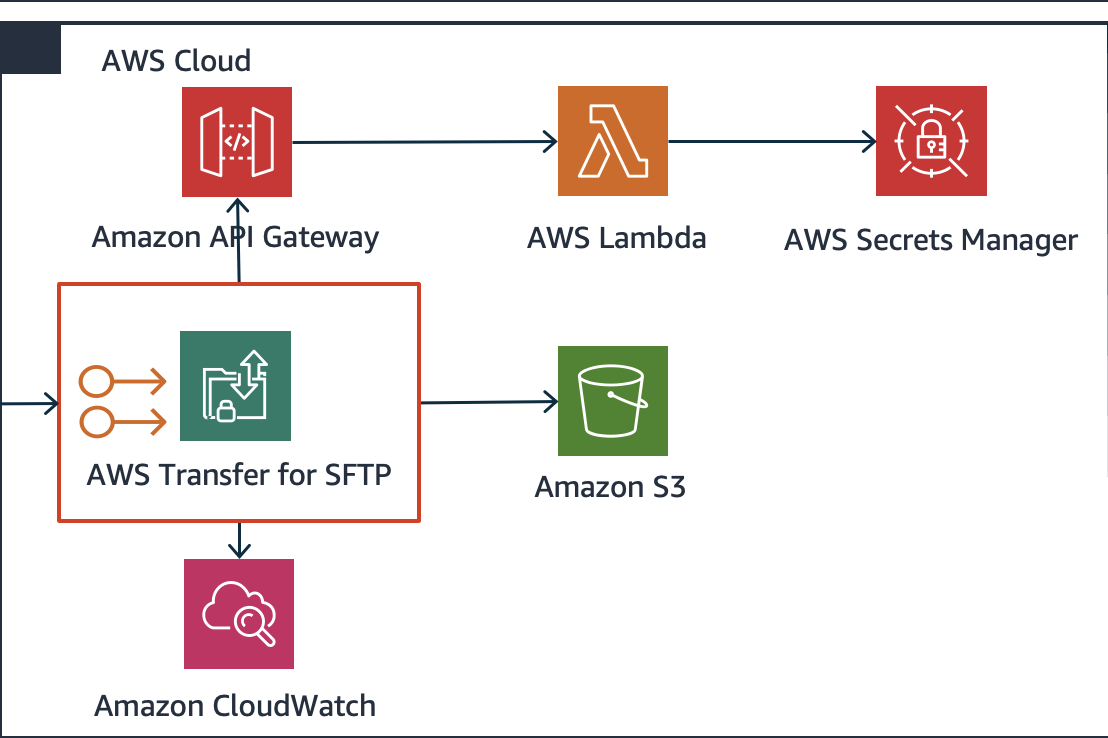 AWS Cloud
Amazon API Gateway
AWS Lambda
AWS Secrets Manager
AWS Transfer for SFTP
Amazon S3
Amazon CloudWatch